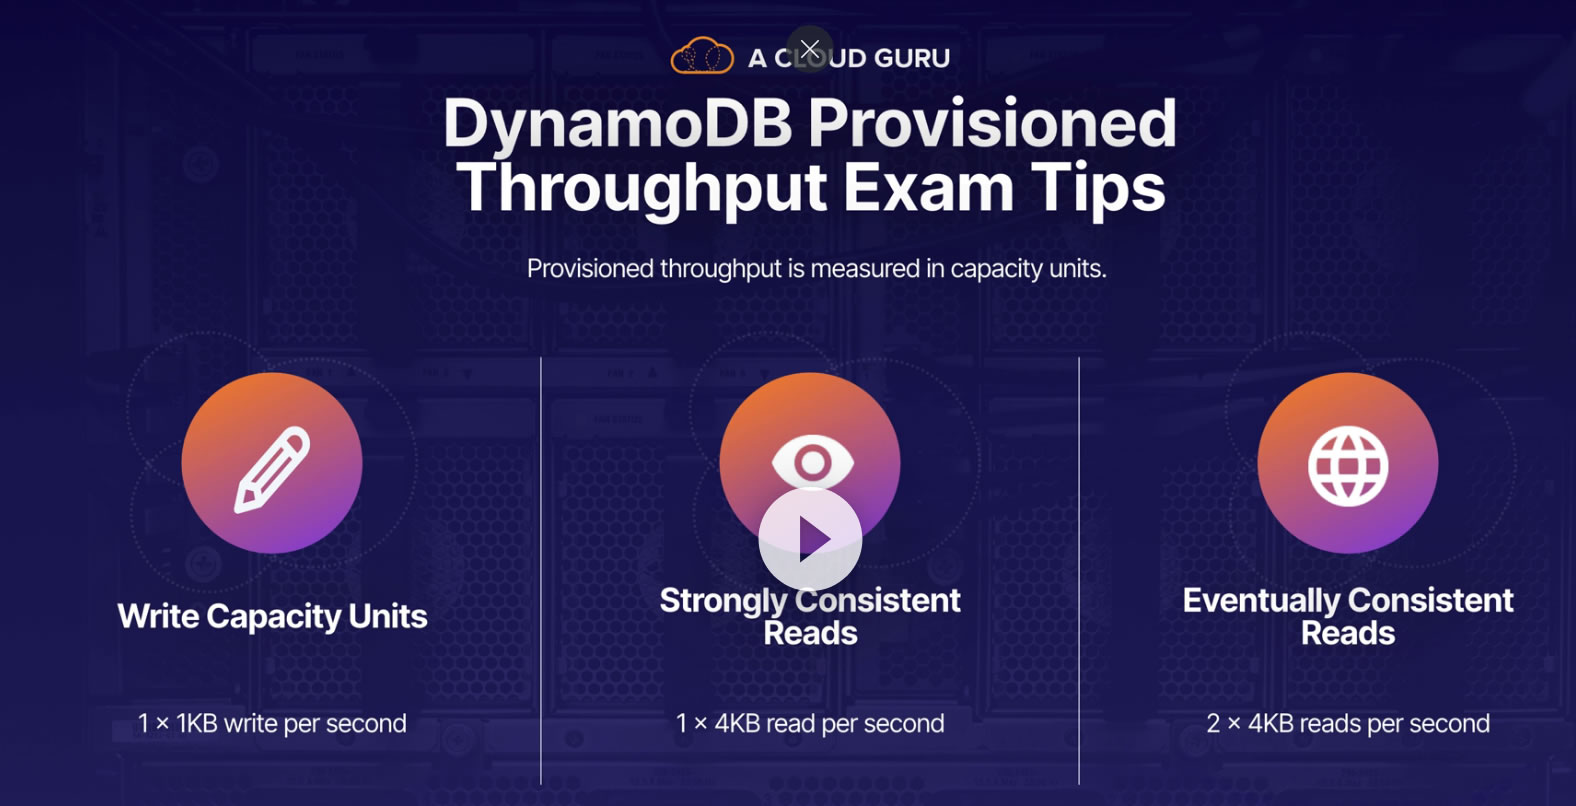 A CLOUD GURU
DynamoDB Provisioned
Throughput Exam Tips
Provisioned throughput is measured in capacity units.
Write Capacity Units
1 × 1KB write per second
Strongly Consistent
Reads
1 × 4KB read per second
Eventually Consistent
Reads
2 × 4KB reads per second